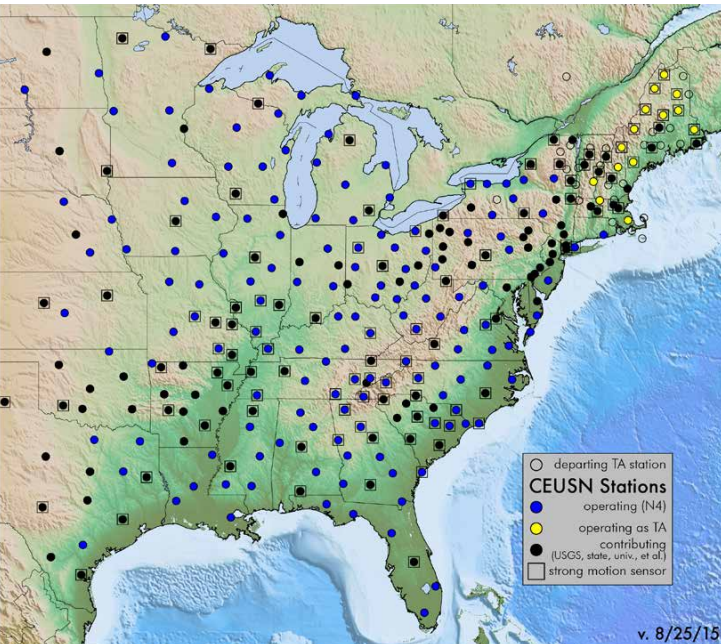 departing TA station
CEUSN Stations
operating (N4)
operating as TA
contributing
(USGS, state, univ., et al.)
strong motion sensor
v. 8/25/15